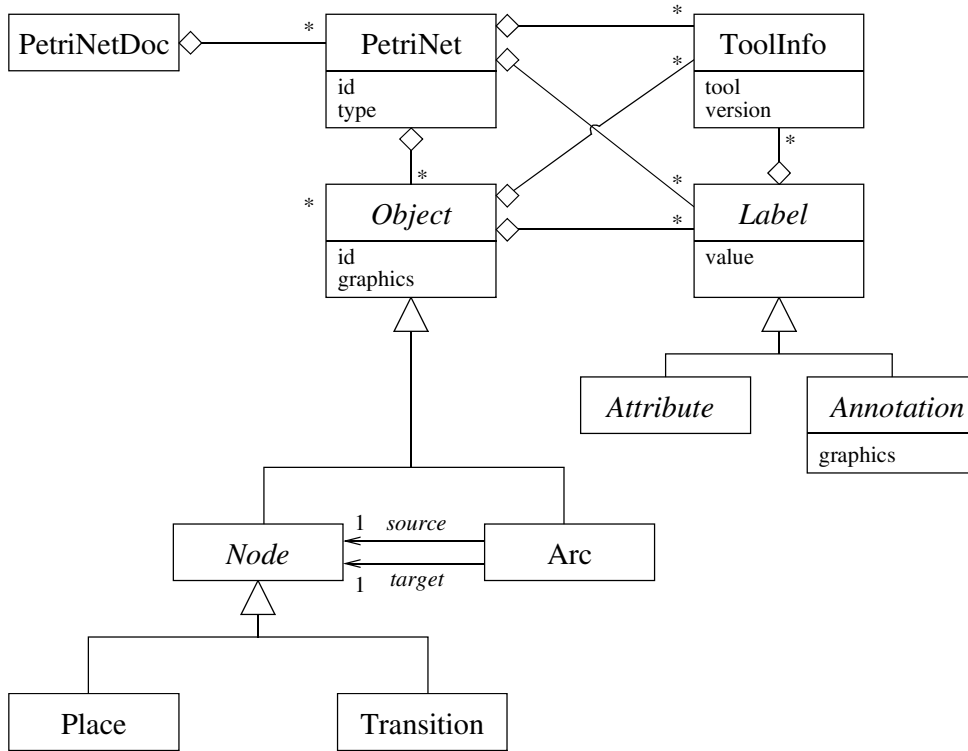 PetriNetDoc
*
PetriNet
id
type
*
*
ToolInfo
tool
version
*
*
*
Object
id
graphics
*
*
Label
value
Attribute
Annotation
graphics
Node
1 source
1 target
Arc
Place
Transition